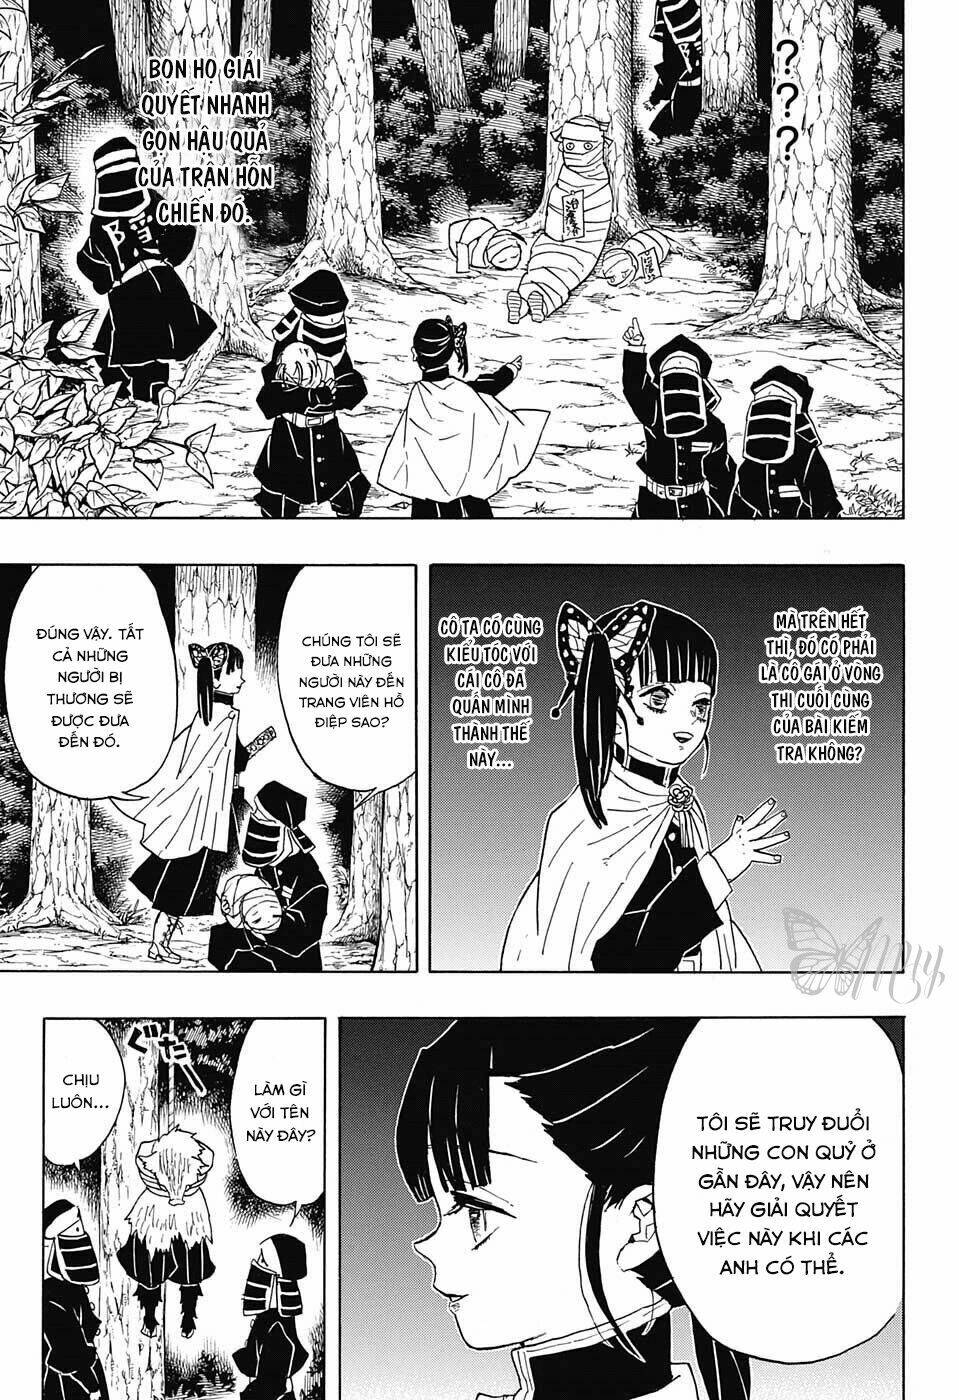 ?
?
?
BỌN HỌ GIẢI
QUYẾT NHANH
GỌN HẬU QUẢ
CỦA TRẬN HỖN
CHIẾN ĐÓ.
MÀ TRÊN HẾT
THÌ, ĐÓ CÓ PHẢI
LÀ CÔ GÁI Ở VÒNG
THI CUỐI CÙNG
CỦA BÀI KIỂM
TRA KHÔNG?
CÔ TA CÓ CÙNG
KIỂU TÓC VỚI
CÁI CÔ ĐÃ
QUẤN MÌNH
THÀNH THẾ
NÀY...
CHÚNG TÔI SẼ
ĐƯA NHỮNG
NGƯỜI NÀY ĐẾN
TRANG VIÊN HỒ
ĐIỆP SAO?
ĐÚNG VẬY. TẤT
CẢ NHỮNG
NGƯỜI BỊ
THƯƠNG SẼ
ĐƯỢC ĐƯA
ĐẾN ĐÓ.
TÔI SẼ TRUY ĐUỔI
NHỮNG CON QUỶ Ở
GẦN ĐÂY, VẬY NÊN
HÃY GIẢI QUYẾT
VIỆC NÀY KHI CÁC
ANH CÓ THỂ.
LÀM GÌ
VỚI TÊN
NÀY ĐÂY?
ぐたー
CHỊU
LUÔN...